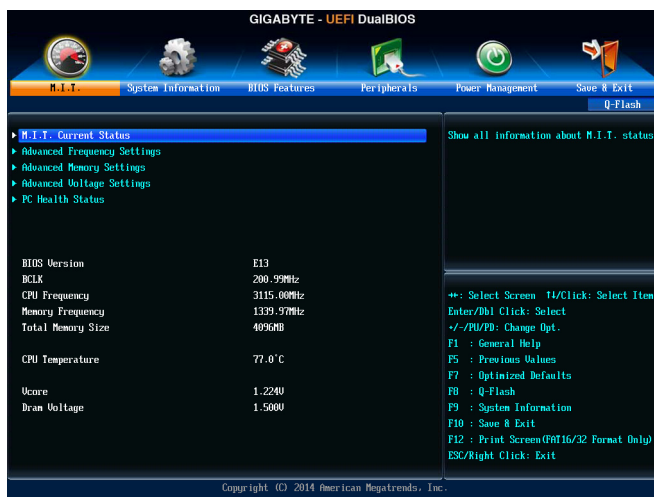 GIGABYTE - UEFI DualBIOS
M.I.T. System Information BIOS Features Peripherals Power Management Save & Exit
Q-Flash
M.I.T. Current Status
Advanced Frequency Settings
Advanced Memory Settings
Advanced Voltage Settings
PC Health Status
BIOS Version E13
BCLK 200.99MHz
CPU Frequency 3115.00MHz
Memory Frequency 1339.97MHz
Total Memory Size 4096MB
CPU Temperature 77.0°C
Vcore 1.224V
Dram Voltage 1.500V
Show all information about M.I.T. status
→←: Select Screen ↑↓/Click: Select Item
Enter/Dbl Click: Select
+/-/PU/PD: Change Opt.
F1 : General Help
F5 : Previous Values
F7 : Optimized Defaults
F8 : Q-Flash
F9 : System Information
F10 : Save & Exit
F12 : Print Screen(FAT16/32 Format Only)
ESC/Right Click: Exit
Copyright (C) 2014 American Megatrends, Inc.